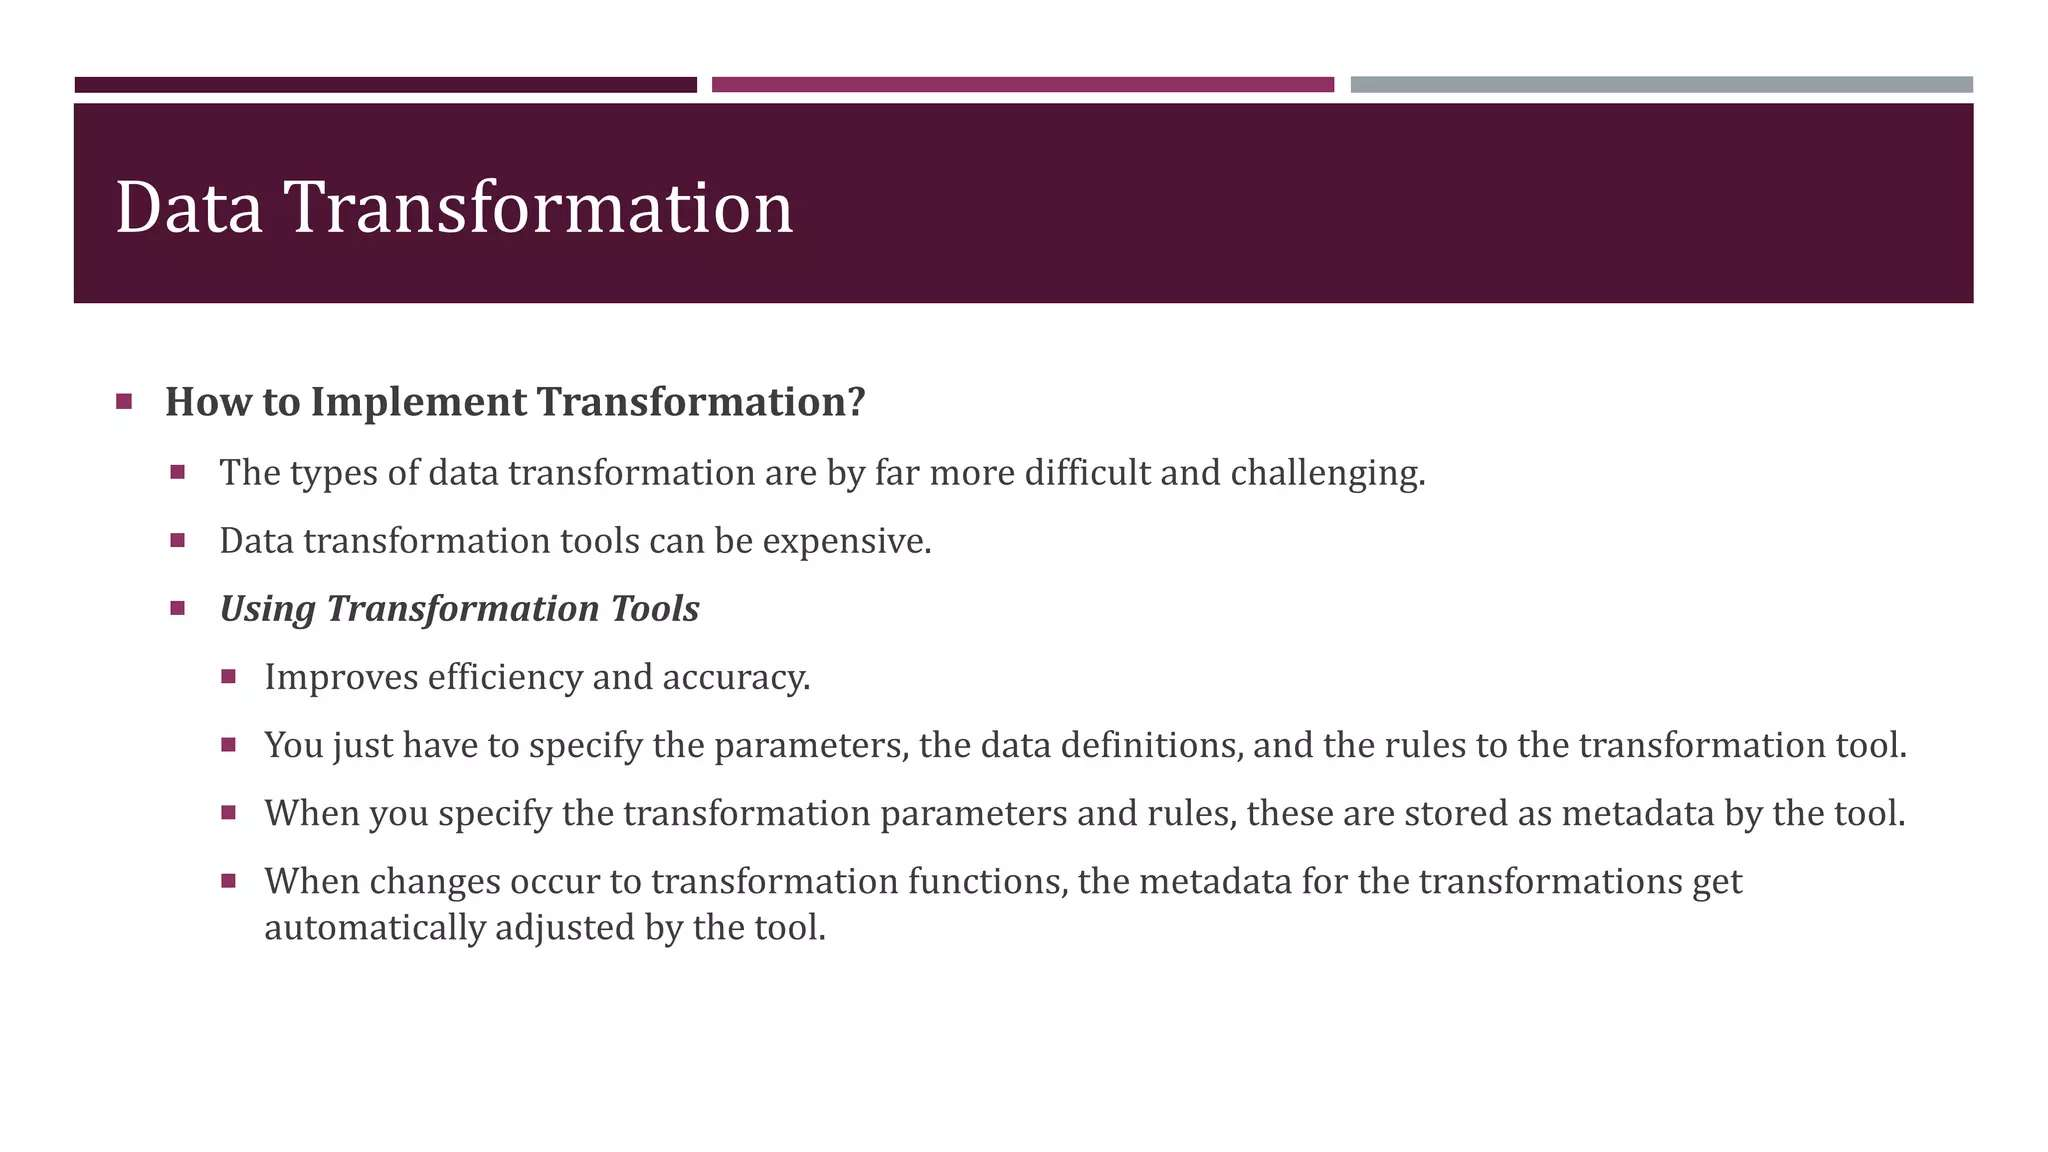 Data Transformation
How to Implement Transformation?
The types of data transformation are by far more difficult and challenging.
Data transformation tools can be expensive.
Using Transformation Tools
Improves efficiency and accuracy.
You just have to specify the parameters, the data definitions, and the rules to the transformation tool.
When you specify the transformation parameters and rules, these are stored as metadata by the tool.
When changes occur to transformation functions, the metadata for the transformations get
automatically adjusted by the tool.